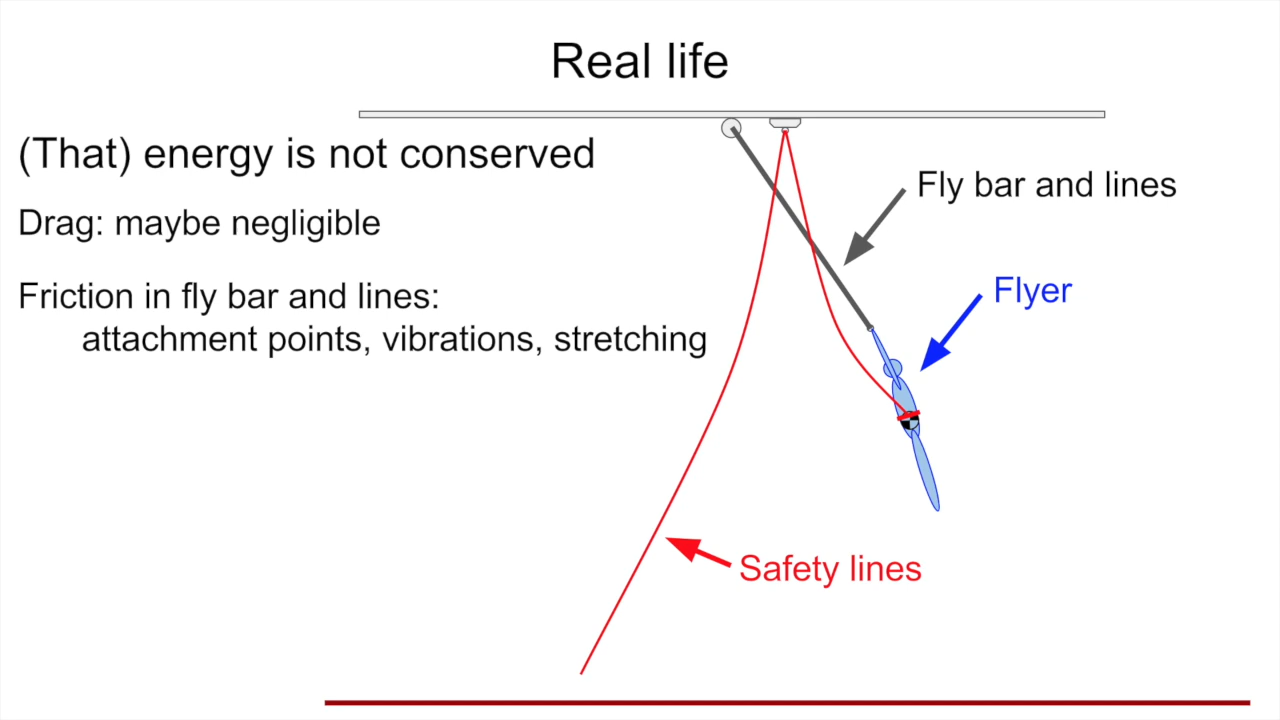 Real life
(That) energy is not conserved
Drag: maybe negligible
Friction in fly bar and lines:
attachment points, vibrations, stretching
Fly bar and lines
Flyer
Safety lines